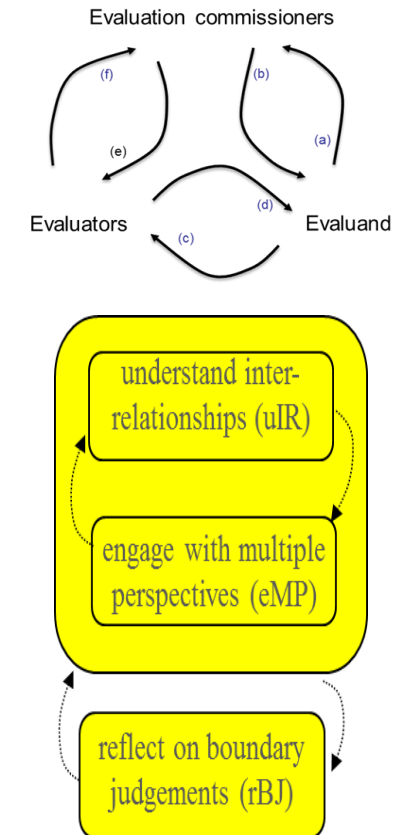 Evaluation commissioners
(f)
(b)
(e)
(a)
(d)
Evaluators
Evaluand
(c)
understand inter-
relationships (uIR)
engage with multiple
perspectives (eMP)
reflect on boundary
judgements (rBJ)